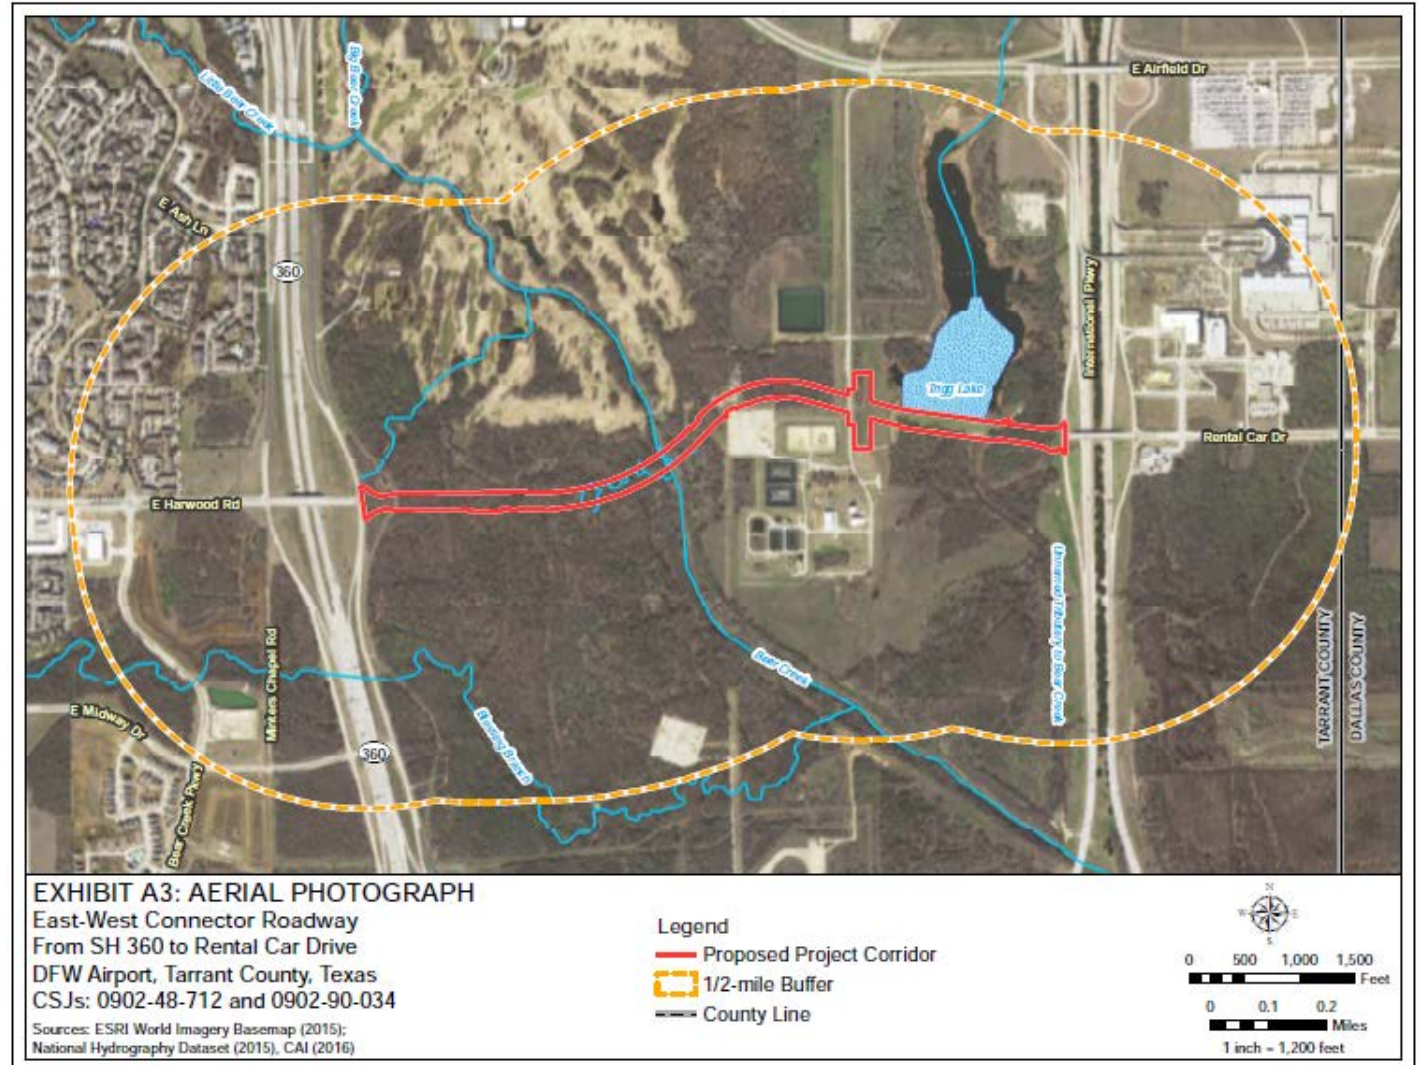 E Airfield Dr
Little Bear Creek
Big Bear Creek
E Ash Ln
360
International Pkwy
Trigg Lake
Rental Car Dr
E Harwood Rd
Unnamed Tributary to Bear Creek
TARRANT COUNTY
DALLAS COUNTY
Minters Chapel Rd
Bear Creek
E Midway Dr
Blessing Branch
360
Bear Creek Pkwy
EXHIBIT A3: AERIAL PHOTOGRAPH
East-West Connector Roadway
From SH 360 to Rental Car Drive
DFW Airport, Tarrant County, Texas
CSJs: 0902-48-712 and 0902-90-034
Sources: ESRI World Imagery Basemap (2015);
National Hydrography Dataset (2015), CAI (2016)
Legend
Proposed Project Corridor
1/2-mile Buffer
County Line
N
W E
S
0 500 1,000 1,500
Feet
0 0.1 0.2
Miles
1 inch = 1,200 feet